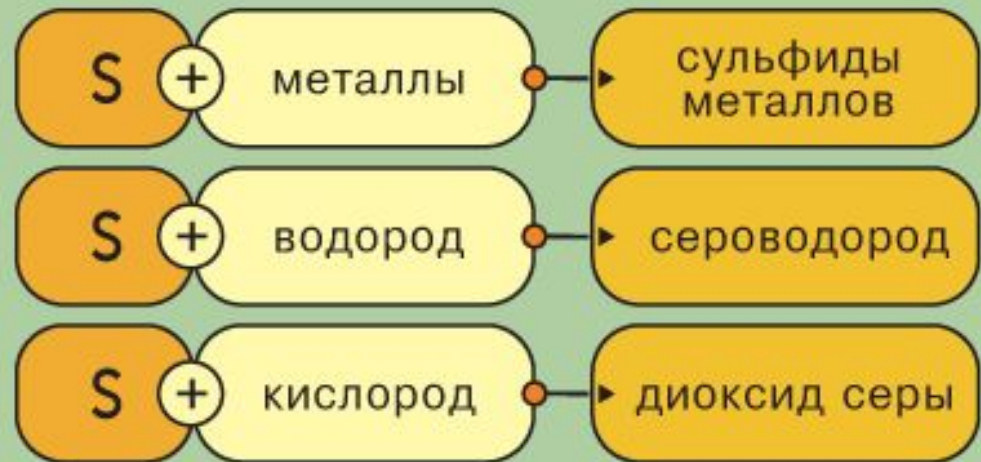 S + металлы сульфиды
металлов
S + водород сероводород
S + кислород диоксид серы